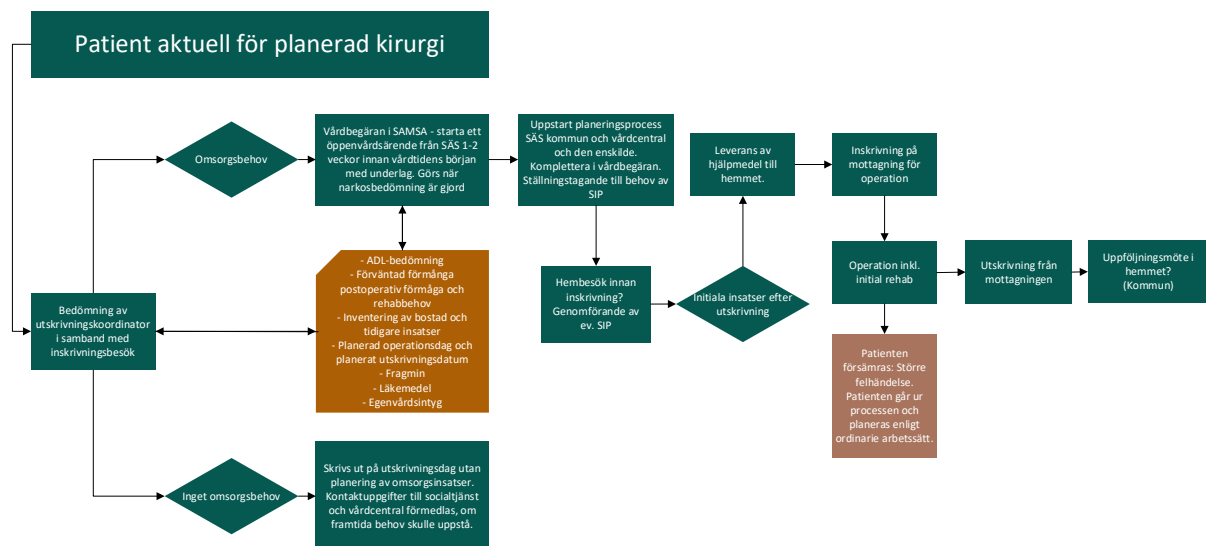 Patient aktuell för planerad kirurgi
Omsorgsbehov
Vårdbegäran i SAMSA - starta ett
öppenvårdsärende från SÄS 1-2
veckor innan vårdtidens början
med underlag. Görs när
narkosbedömning är gjord
Uppstart planeringsprocess
SÄS kommun och vårdcentral
och den enskilde.
Komplettera i vårdbegäran.
Ställningstagande till behov av
SIP
Leverans av
hjälpmedel till
hemmet.
Inskrivning på
mottagning för
operation
Bedömning av
utskrivningskoordinator
i samband med
inskrivningsbesök
- ADL-bedömning
- Förväntad förmånga
postoperativ förmåga och
rehabbehov
- Inventering av bostad och
tidigare insatser
- Planerad operationsdag och
planerat utskrivningsdatum
- Fragmin
- Läkemedel
- Egenvårdsintyg
Hembesök innan
inskrivning?
Genomförande av
ev. SIP
Initiala insatser efter
utskrivning
Operation inkl.
initial rehab
Utskrivning från
mottagningen
Uppföljningsmöte i
hemmet?
(Kommun)
Patienten
försämras: Större
felhändelse.
Patienten går ur
processen och
planeras enligt
ordinarie arbetssätt.
Inget omsorgsbehov
Skrivs ut på utskrivningsdag utan
planering av omsorgsinsatser.
Kontaktuppgifter till socialtjänst
och vårdcentral förmedlas, om
framtida behov skulle uppstå.